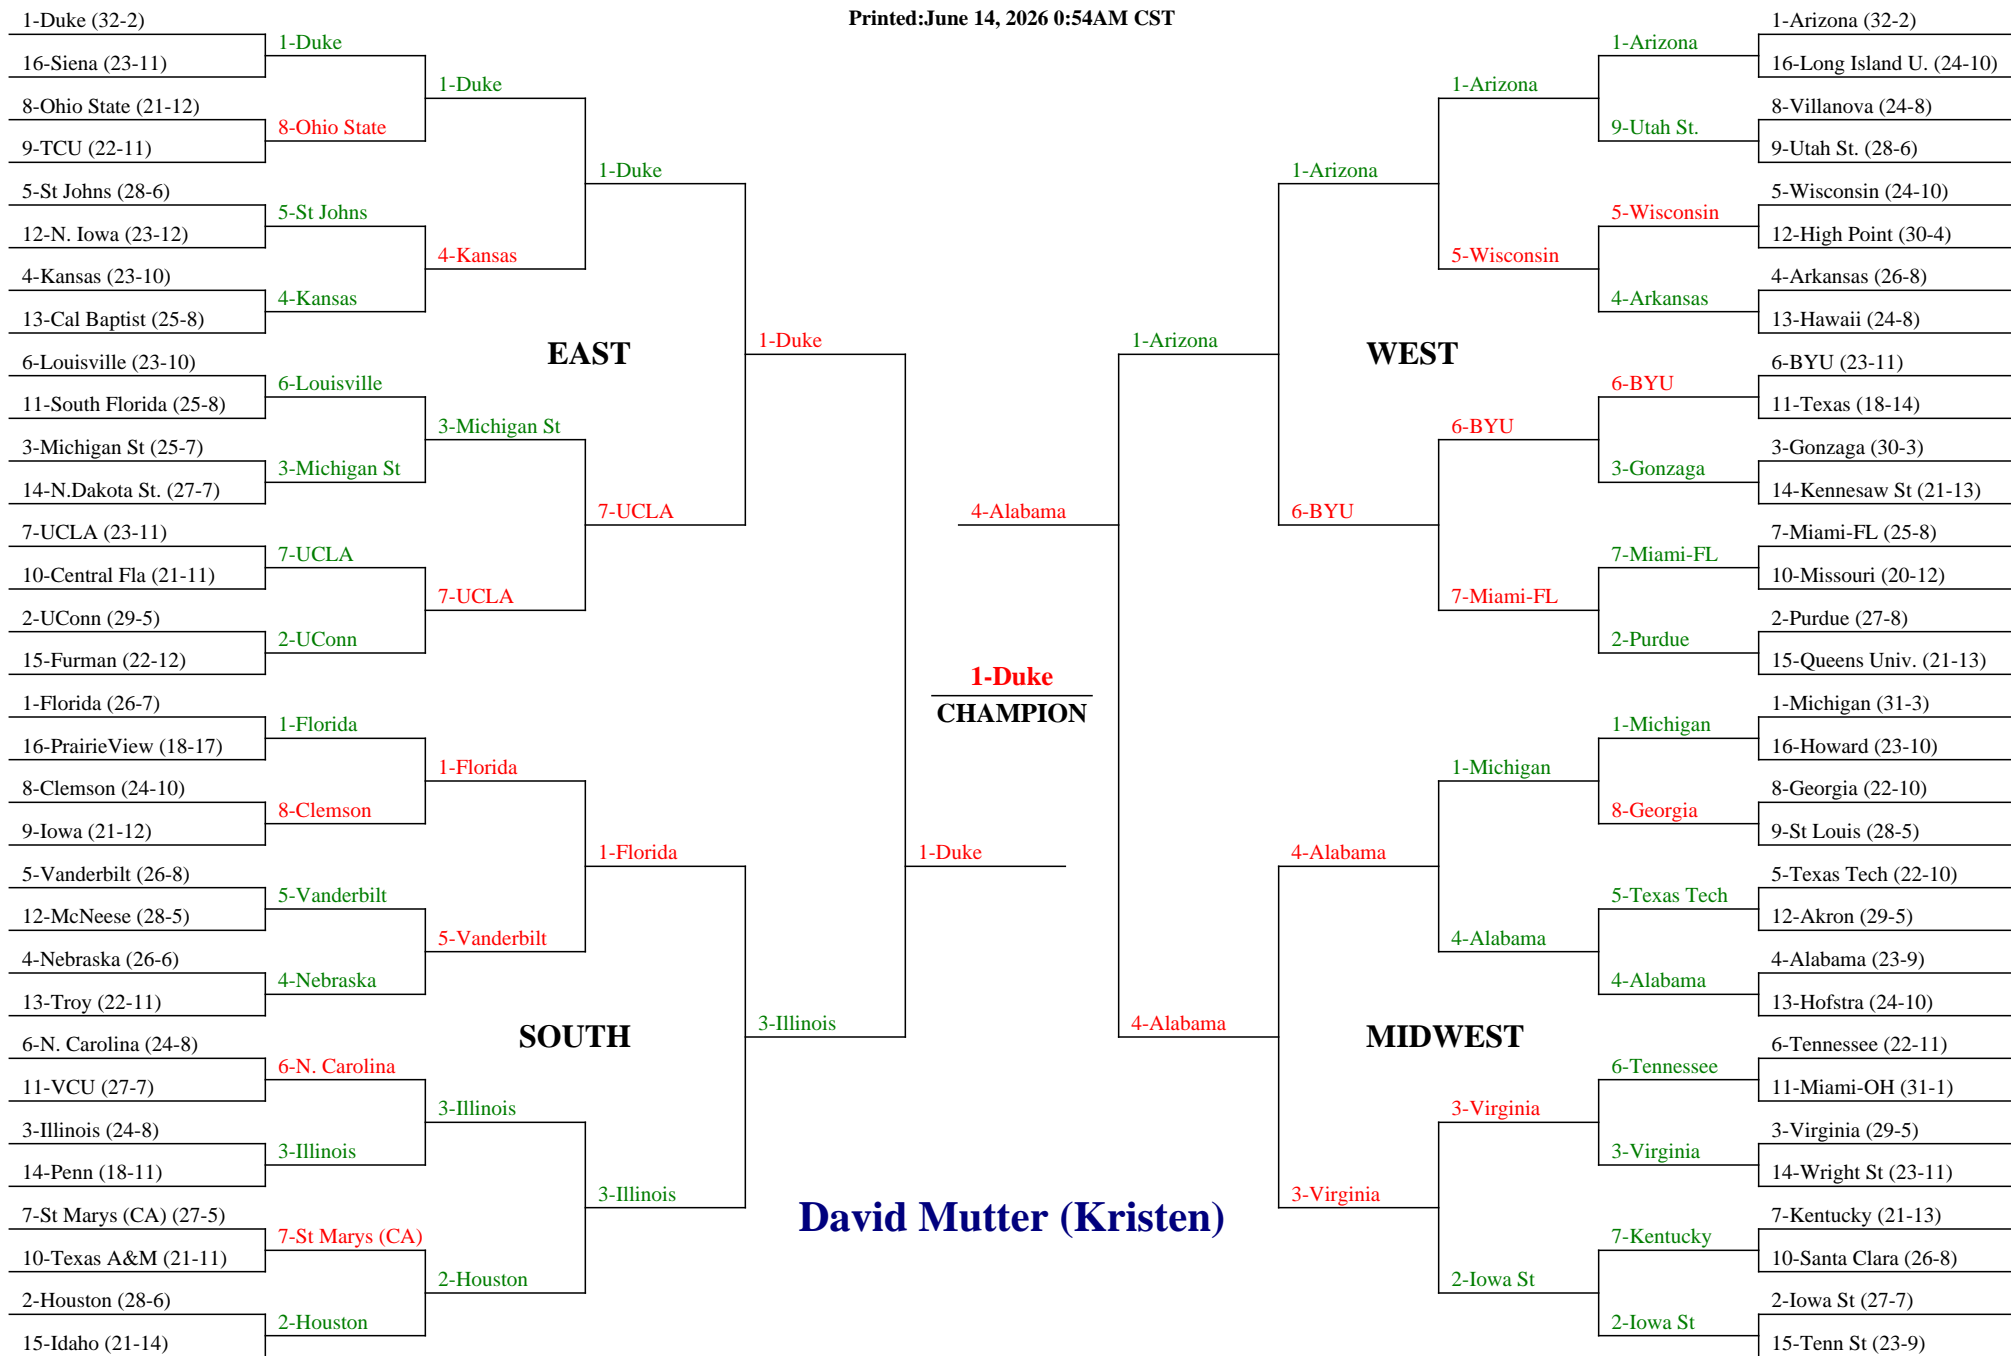 Printed:June 14, 2026 0:54AM CST
1-Duke (32-2)
16-Siena (23-11)
8-Ohio State (21-12)
9-TCU (22-11)
5-St Johns (28-6)
12-N. Iowa (23-12)
4-Kansas (23-10)
13-Cal Baptist (25-8)
6-Louisville (23-10)
11-South Florida (25-8)
3-Michigan St (25-7)
14-N.Dakota St. (27-7)
7-UCLA (23-11)
10-Central Fla (21-11)
2-UConn (29-5)
15-Furman (22-12)
1-Florida (26-7)
16-PrairieView (18-17)
8-Clemson (24-10)
9-Iowa (21-12)
5-Vanderbilt (26-8)
12-McNeese (28-5)
4-Nebraska (26-6)
13-Troy (22-11)
6-N. Carolina (24-8)
11-VCU (27-7)
3-Illinois (24-8)
14-Penn (18-11)
7-St Marys (CA) (27-5)
10-Texas A&M (21-11)
2-Houston (28-6)
15-Idaho (21-14)
1-Duke
8-Ohio State
5-St Johns
4-Kansas
6-Louisville
3-Michigan St
7-UCLA
2-UConn
1-Florida
8-Clemson
5-Vanderbilt
4-Nebraska
6-N. Carolina
3-Illinois
7-St Marys (CA)
2-Houston
1-Duke
4-Kansas
3-Michigan St
7-UCLA
1-Florida
5-Vanderbilt
3-Illinois
2-Houston
1-Duke
7-UCLA
1-Florida
3-Illinois
EAST
SOUTH
1-Duke
3-Illinois
1-Duke
4-Alabama
1-Duke
CHAMPION
David Mutter (Kristen)
1-Arizona
4-Alabama
WEST
MIDWEST
1-Arizona
6-BYU
4-Alabama
3-Virginia
1-Arizona
5-Wisconsin
6-BYU
7-Miami-FL
1-Michigan
4-Alabama
3-Virginia
2-Iowa St
1-Arizona
9-Utah St.
5-Wisconsin
4-Arkansas
6-BYU
3-Gonzaga
7-Miami-FL
2-Purdue
1-Michigan
8-Georgia
5-Texas Tech
4-Alabama
6-Tennessee
3-Virginia
7-Kentucky
2-Iowa St
1-Arizona (32-2)
16-Long Island U. (24-10)
8-Villanova (24-8)
9-Utah St. (28-6)
5-Wisconsin (24-10)
12-High Point (30-4)
4-Arkansas (26-8)
13-Hawaii (24-8)
6-BYU (23-11)
11-Texas (18-14)
3-Gonzaga (30-3)
14-Kennesaw St (21-13)
7-Miami-FL (25-8)
10-Missouri (20-12)
2-Purdue (27-8)
15-Queens Univ. (21-13)
1-Michigan (31-3)
16-Howard (23-10)
8-Georgia (22-10)
9-St Louis (28-5)
5-Texas Tech (22-10)
12-Akron (29-5)
4-Alabama (23-9)
13-Hofstra (24-10)
6-Tennessee (22-11)
11-Miami-OH (31-1)
3-Virginia (29-5)
14-Wright St (23-11)
7-Kentucky (21-13)
10-Santa Clara (26-8)
2-Iowa St (27-7)
15-Tenn St (23-9)